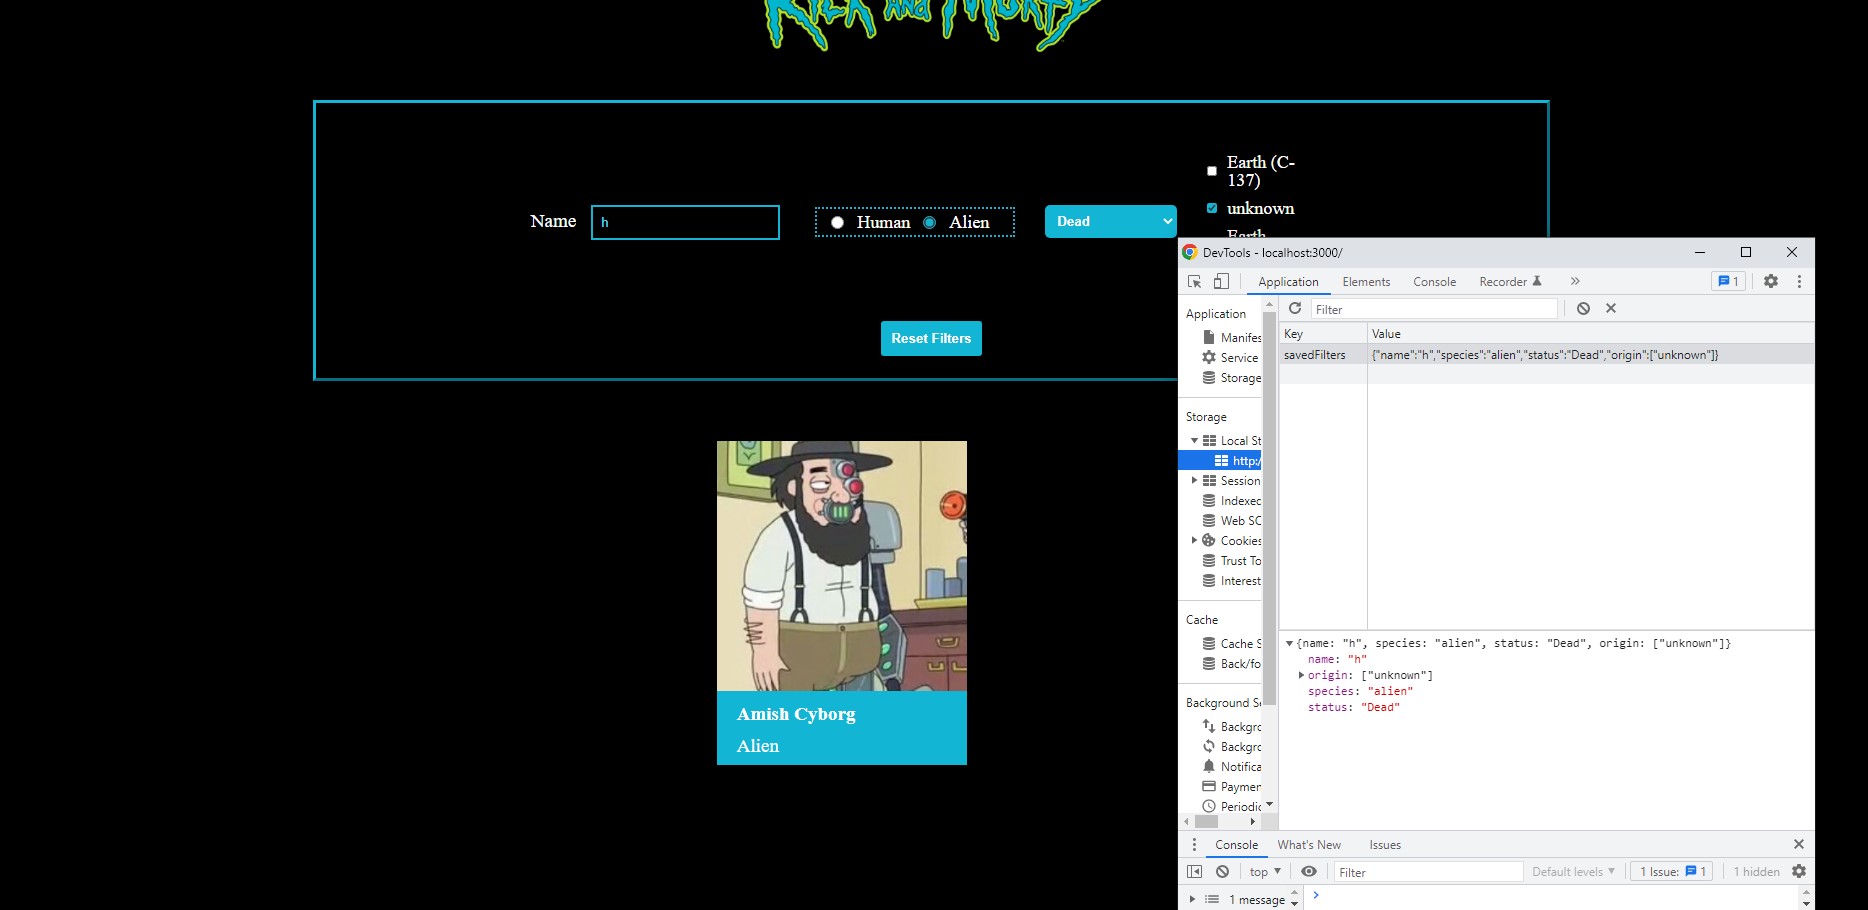 RICK AND MORTY
Earth (C-
137)
unknown
Earth
Name
h
Human
Alien
Dead
Reset Filters
Amish Cyborg
Alien
DevTools - localhost:3000/
Application
Elements
Console
Recorder
1
Application
Manifes
Service
Storage
Storage
Local St
http:/
Session
Indexed
Web SC
Cookies
Trust To
Interest
Cache
Cache S
Back/fo
Background Se
Backgro
Backgro
Notifica
Paymen
Periodic
Filter
Key
Value
savedFilters
{"name":"h","species":"alien","status":"Dead","origin":["unknown"]}
{name: "h", species: "alien", status: "Dead", origin: ["unknown"]}
name: "h"
origin: ["unknown"]
species: "alien"
status: "Dead"
Console
What's New
Issues
top
Filter
Default levels
1 Issue:
1
1 hidden
1 message